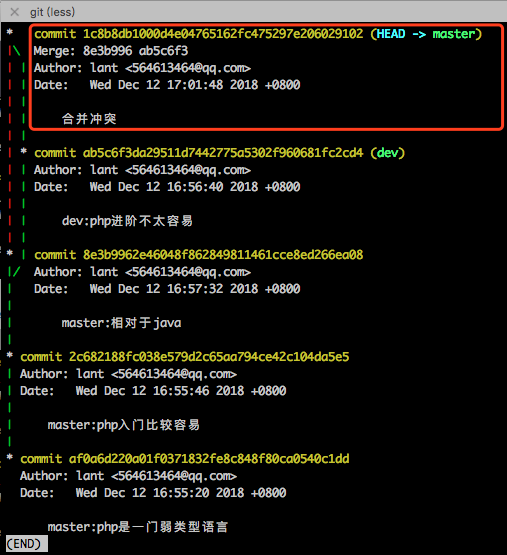 git (less)
* commit 1c8b8db1000d4e04765162fc475297e206029102 (HEAD -> master)
|\ Merge: 8e3b996 ab5c6f3
| | Author: lant <564613464@qq.com>
| | Date: Wed Dec 12 17:01:48 2018 +0800
| |
| | 合并冲突
| |
| * commit ab5c6f3da29511d7442775a5302f960681fc2cd4 (dev)
| | Author: lant <564613464@qq.com>
| | Date: Wed Dec 12 16:56:40 2018 +0800
| |
| | dev:php进阶不太容易
| |
* | commit 8e3b9962e46048f862849811461cce8ed266ea08
|/ Author: lant <564613464@qq.com>
| Date: Wed Dec 12 16:57:32 2018 +0800
|
| master:相对于java
|
* commit 2c682188fc038e579d2c65aa794ce42c104da5e5
| Author: lant <564613464@qq.com>
| Date: Wed Dec 12 16:55:46 2018 +0800
|
| master:php入门比较容易
|
* commit af0a6d220a01f0371832fe8c848f80ca0540c1dd
Author: lant <564613464@qq.com>
Date: Wed Dec 12 16:55:20 2018 +0800
master:php是一门弱类型语言
(END)